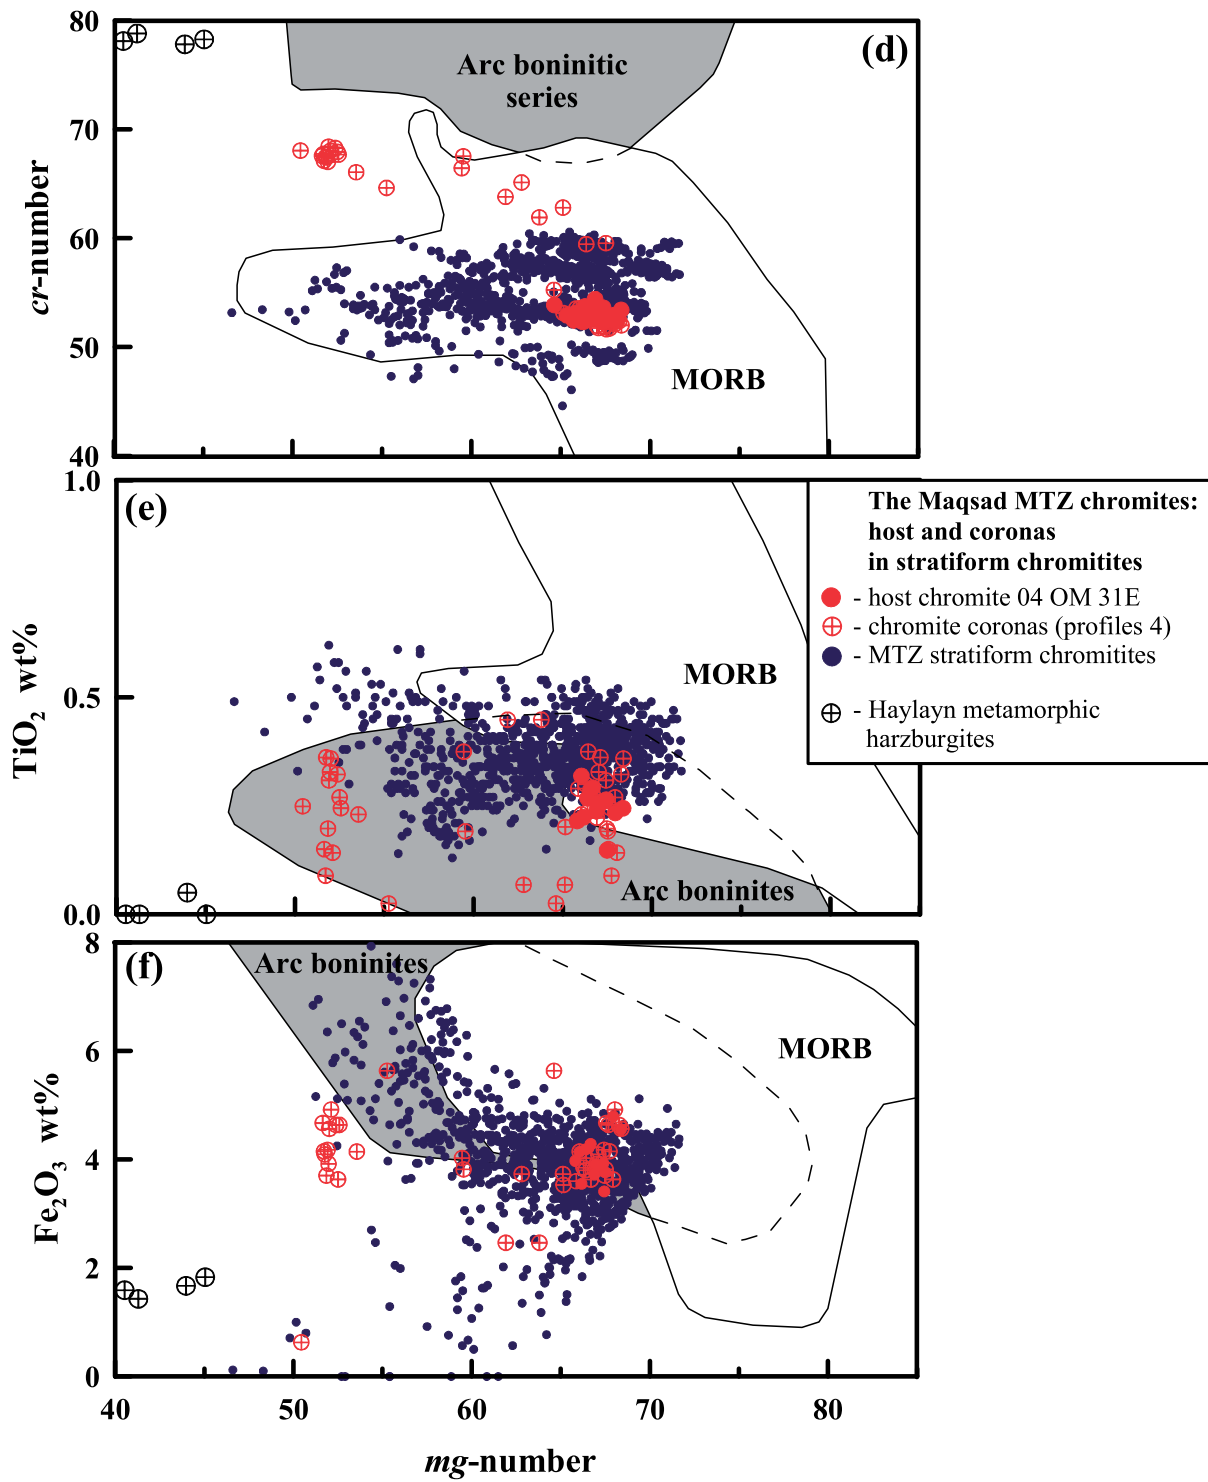 80
70
60
50
40
cr-number
(d)
Arc boninitic
series
MORB
1.0
0.5
0.0
TiO2 wt%
(e)
MORB
Arc boninites
The Maqsad MTZ chromites:
host and coronas
in stratiform chromitites
- host chromite 04 OM 31E
- chromite coronas (profiles 4)
- MTZ stratiform chromitites
- Haylayn metamorphic
harzburgites
8
6
4
2
0
Fe2O3 wt%
(f)
Arc boninites
MORB
40 50 60 70 80
mg-number